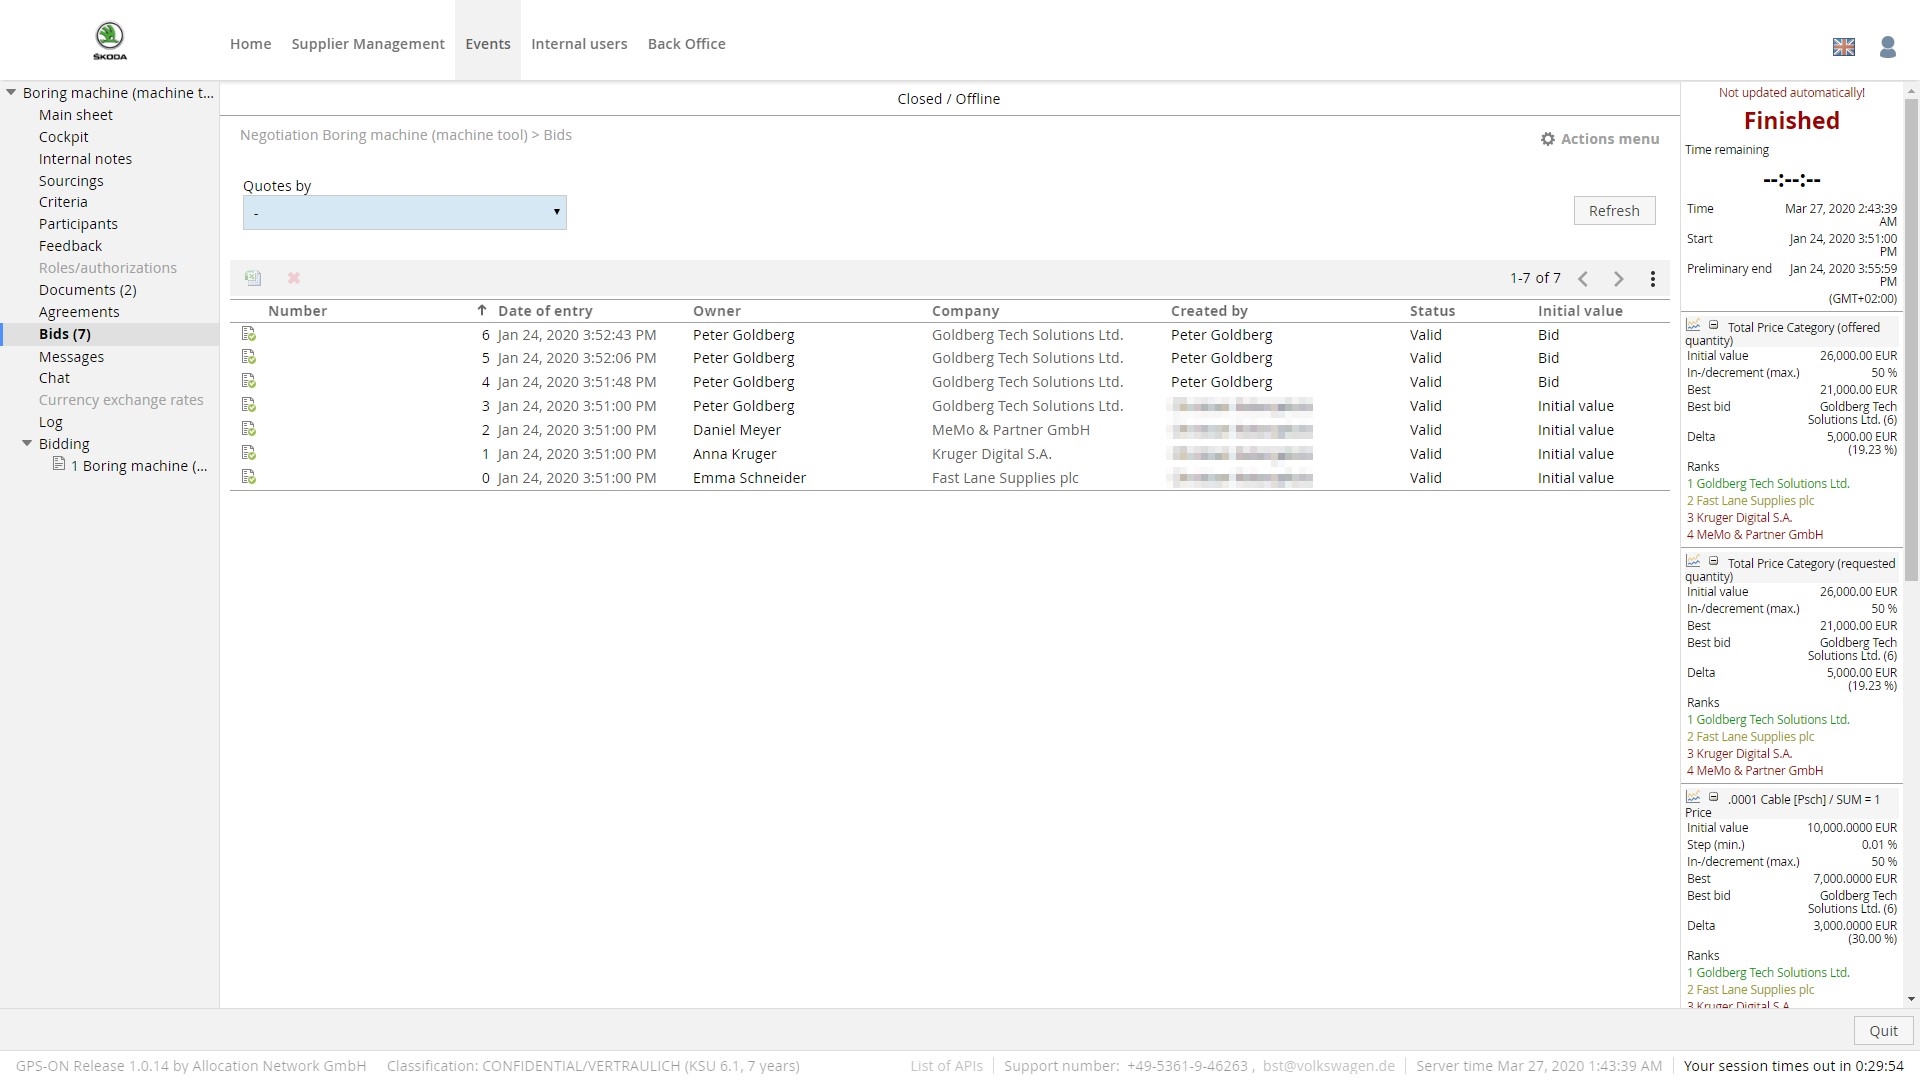 ŠKODA
Home Supplier Management Events Internal users Back Office
Boring machine (machine t...
Main sheet
Cockpit
Internal notes
Sourcings
Criteria
Participants
Feedback
Roles/authorizations
Documents (2)
Agreements
Bids (7)
Messages
Chat
Currency exchange rates
Log
Bidding
1 Boring machine (...
Closed / Offline
Negotiation Boring machine (machine tool) > Bids
Actions menu
Quotes by
-
Refresh
1-7 of 7
Number Date of entry Owner Company Created by Status Initial value
6 Jan 24, 2020 3:52:43 PM Peter Goldberg Goldberg Tech Solutions Ltd. Peter Goldberg Valid Bid
5 Jan 24, 2020 3:52:06 PM Peter Goldberg Goldberg Tech Solutions Ltd. Peter Goldberg Valid Bid
4 Jan 24, 2020 3:51:48 PM Peter Goldberg Goldberg Tech Solutions Ltd. Peter Goldberg Valid Bid
3 Jan 24, 2020 3:51:00 PM Peter Goldberg Goldberg Tech Solutions Ltd. Valid Initial value
2 Jan 24, 2020 3:51:00 PM Daniel Meyer MeMo & Partner GmbH Valid Initial value
1 Jan 24, 2020 3:51:00 PM Anna Kruger Kruger Digital S.A. Valid Initial value
0 Jan 24, 2020 3:51:00 PM Emma Schneider Fast Lane Supplies plc Valid Initial value
Not updated automatically!
Finished
Time remaining
--:--:--
Time Mar 27, 2020 2:43:39
AM
Start Jan 24, 2020 3:51:00
PM
Preliminary end Jan 24, 2020 3:55:59
PM
(GMT+02:00)
Total Price Category (offered
quantity)
Initial value 26,000.00 EUR
In-/decrement (max.) 50 %
Best 21,000.00 EUR
Best bid Goldberg Tech
Solutions Ltd. (6)
Delta 5,000.00 EUR
(19.23 %)
Ranks
1 Goldberg Tech Solutions Ltd.
2 Fast Lane Supplies plc
3 Kruger Digital S.A.
4 MeMo & Partner GmbH
Total Price Category (requested
quantity)
Initial value 26,000.00 EUR
In-/decrement (max.) 50 %
Best 21,000.00 EUR
Best bid Goldberg Tech
Solutions Ltd. (6)
Delta 5,000.00 EUR
(19.23 %)
Ranks
1 Goldberg Tech Solutions Ltd.
2 Fast Lane Supplies plc
3 Kruger Digital S.A.
4 MeMo & Partner GmbH
.0001 Cable [Psch] / SUM = 1
Price
Initial value 10,000.0000 EUR
Step (min.) 0.01 %
In-/decrement (max.) 50 %
Best 7,000.0000 EUR
Best bid Goldberg Tech
Solutions Ltd. (6)
Delta 3,000.0000 EUR
(30.00 %)
Ranks
1 Goldberg Tech Solutions Ltd.
2 Fast Lane Supplies plc
3 Kruger Digital S.A.
Quit
GPS-ON Release 1.0.14 by Allocation Network GmbH Classification: CONFIDENTIAL/VERTRAULICH (KSU 6.1, 7 years) List of APIs Support number: +49-5361-9-46263 , bst@volkswagen.de Server time Mar 27, 2020 1:43:39 AM Your session times out in 0:29:54